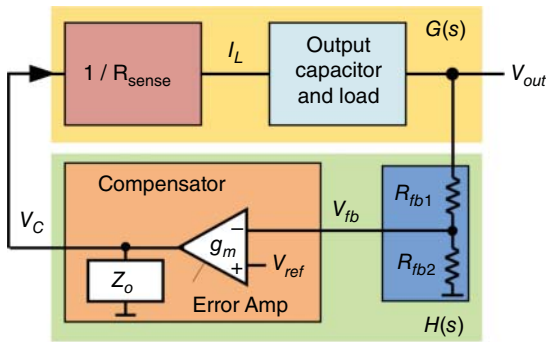 G(s)
1 / R_sense
I_L
Output
capacitor
and load
V_out
Compensator
V_C
V_fb
R_fb1
g_m
−
+
V_ref
R_fb2
Z_o
Error Amp
H(s)